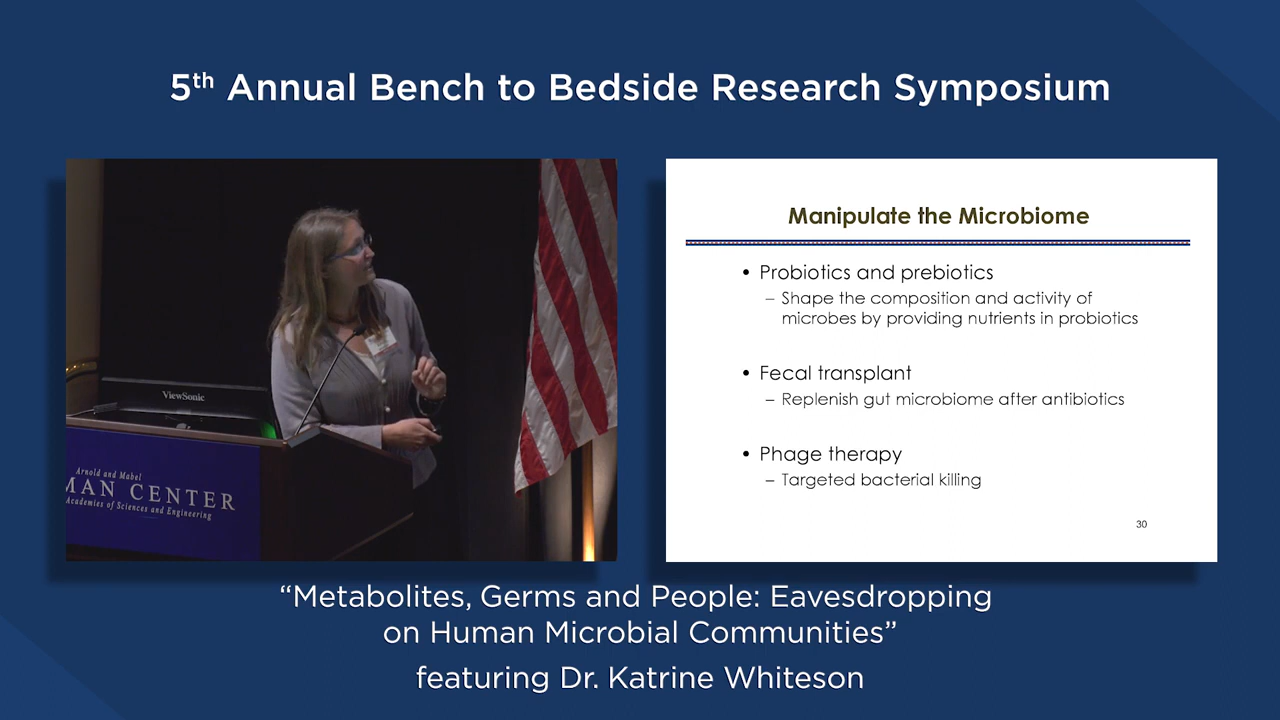 5th Annual Bench to Bedside Research Symposium
ViewSonic
Arnold and Mabel
MAN CENTER
Academies of Sciences and Engineering
Manipulate the Microbiome
• Probiotics and prebiotics
– Shape the composition and activity of
microbes by providing nutrients in probiotics
• Fecal transplant
– Replenish gut microbiome after antibiotics
• Phage therapy
– Targeted bacterial killing
30
“Metabolites, Germs and People: Eavesdropping
on Human Microbial Communities”
featuring Dr. Katrine Whiteson